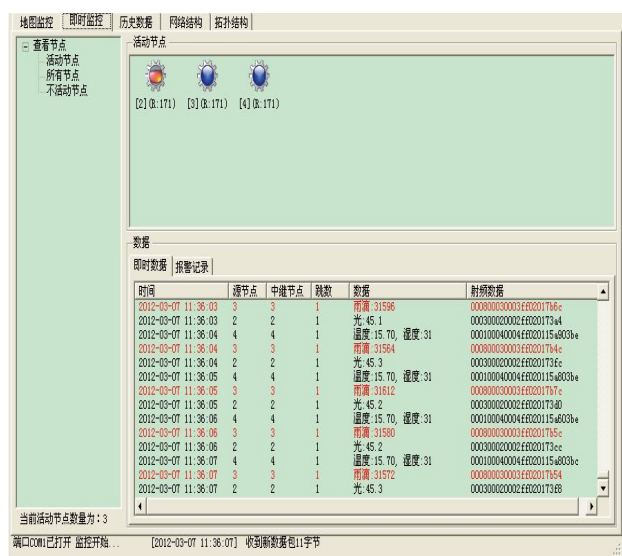 地图监控 即时监控 历史数据 网络结构 拓扑结构
查看节点
活动节点
所有节点
不活动节点
活动节点
[2](R:171) [3](R:171) [4](R:171)
数据
即时数据 报警记录
时间 源节点 中继节点 跳数 数据 射频数据
2012-03-07 11:36:03 3 3 1 雨滴:31596 000800030003ff02017b6c
2012-03-07 11:36:03 2 2 1 光:45.1 000300020002ff020173a4
2012-03-07 11:36:04 4 4 1 温度:15.70, 湿度:31 000100040004ff020115a903be
2012-03-07 11:36:04 3 3 1 雨滴:31564 000800030003ff02017b4c
2012-03-07 11:36:04 2 2 1 光:45.3 000300020002ff020173fc
2012-03-07 11:36:05 4 4 1 温度:15.70, 湿度:31 000100040004ff020115a803be
2012-03-07 11:36:05 3 3 1 雨滴:31612 000800030003ff02017b7c
2012-03-07 11:36:05 2 2 1 光:45.2 000300020002ff020173d0
2012-03-07 11:36:06 4 4 1 温度:15.70, 湿度:31 000100040004ff020115a603be
2012-03-07 11:36:06 3 3 1 雨滴:31580 000800030003ff02017b5c
2012-03-07 11:36:06 2 2 1 光:45.2 000300020002ff020173cc
2012-03-07 11:36:07 4 4 1 温度:15.70, 湿度:31 000100040004ff020115a803bc
2012-03-07 11:36:07 3 3 1 雨滴:31572 000800030003ff02017b54
2012-03-07 11:36:07 2 2 1 光:45.3 000300020002ff020173f8
当前活动节点数量为:3
端口COM1已打开 监控开始... [2012-03-07 11:36:07] 收到新数据包11字节